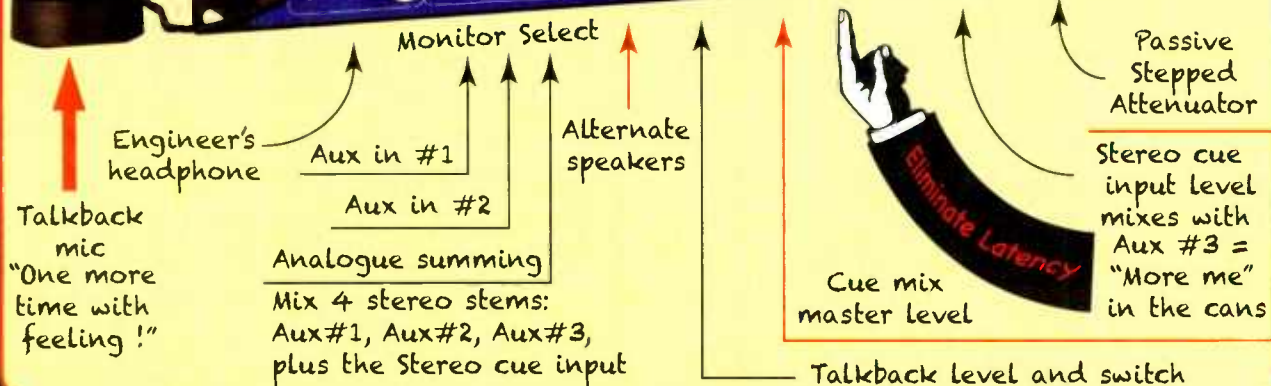 Monitor Select
Engineer's
headphone
Aux in #1
Aux in #2
Analogue summing
Mix 4 stereo stems:
Aux#1, Aux#2, Aux#3,
plus the Stereo cue input
Talkback
mic
"One more
time with
feeling !"
Alternate
speakers
Eliminate Latency
Cue mix
master level
Passive
Stepped
Attenuator
Stereo cue
input level
mixes with
Aux #3 =
"More me"
in the cans
Talkback level and switch